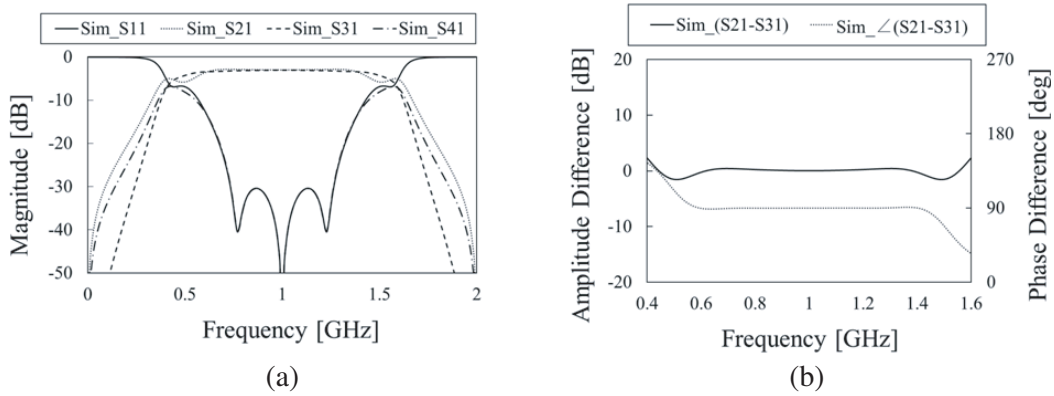 Sim_S11 Sim_S21 Sim_S31 Sim_S41
0
-10
-20
-30
-40
-50
Magnitude [dB]
0 0.5 1 1.5 2
Frequency [GHz]
(a)
Sim_(S21-S31) Sim_∠(S21-S31)
20
10
0
-10
-20
Amplitude Difference [dB]
270
180
90
0
Phase Difference [deg]
0.4 0.6 0.8 1 1.2 1.4 1.6
Frequency [GHz]
(b)